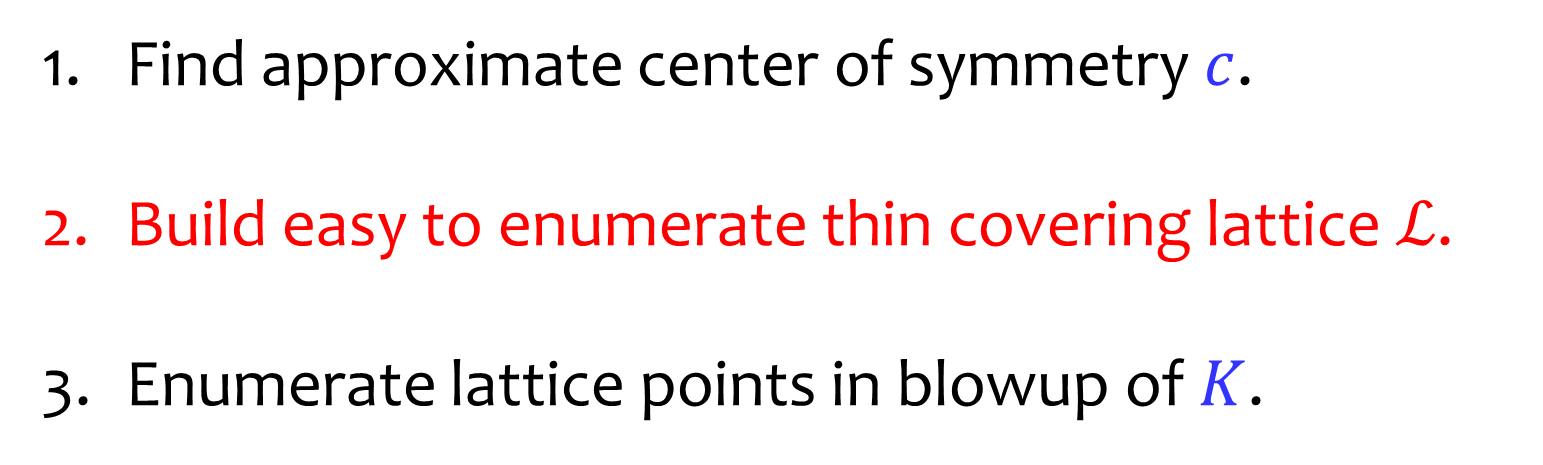 1. Find approximate center of symmetry c.
2. Build easy to enumerate thin covering lattice ℒ.
3. Enumerate lattice points in blowup of K.